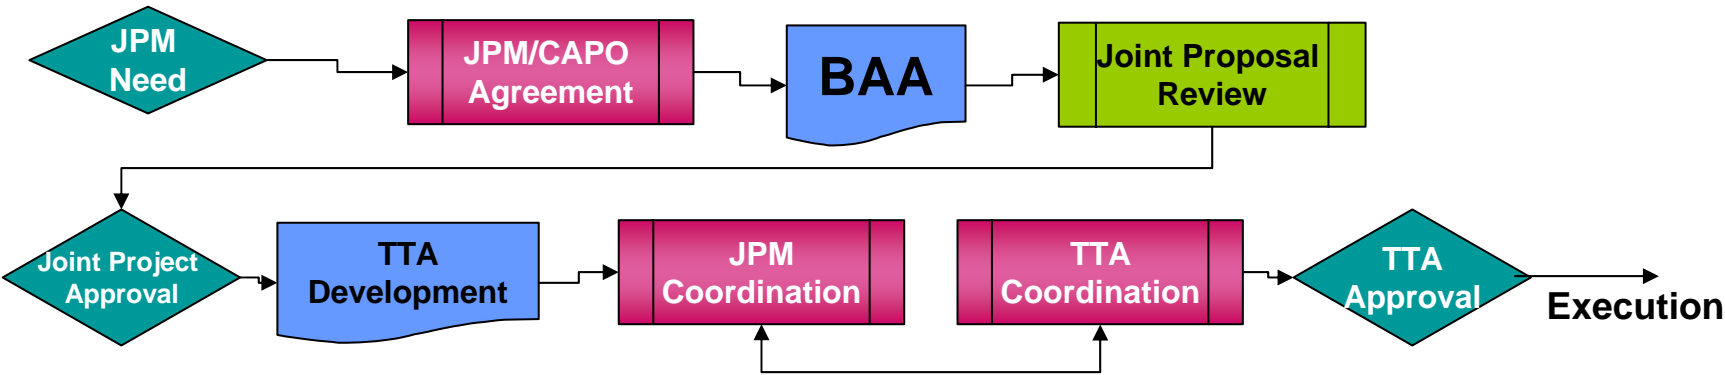 JPM
Need
JPM/CAPO
Agreement
BAA
Joint Proposal
Review
Joint Project
Approval
TTA
Development
JPM
Coordination
TTA
Coordination
TTA
Approval
Execution